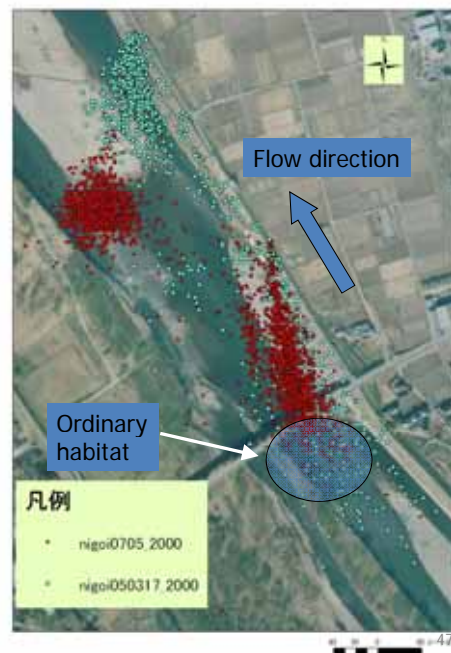 Flow direction
Ordinary
habitat
凡例
nigoi0705_2000
nigoi050317_2000
47